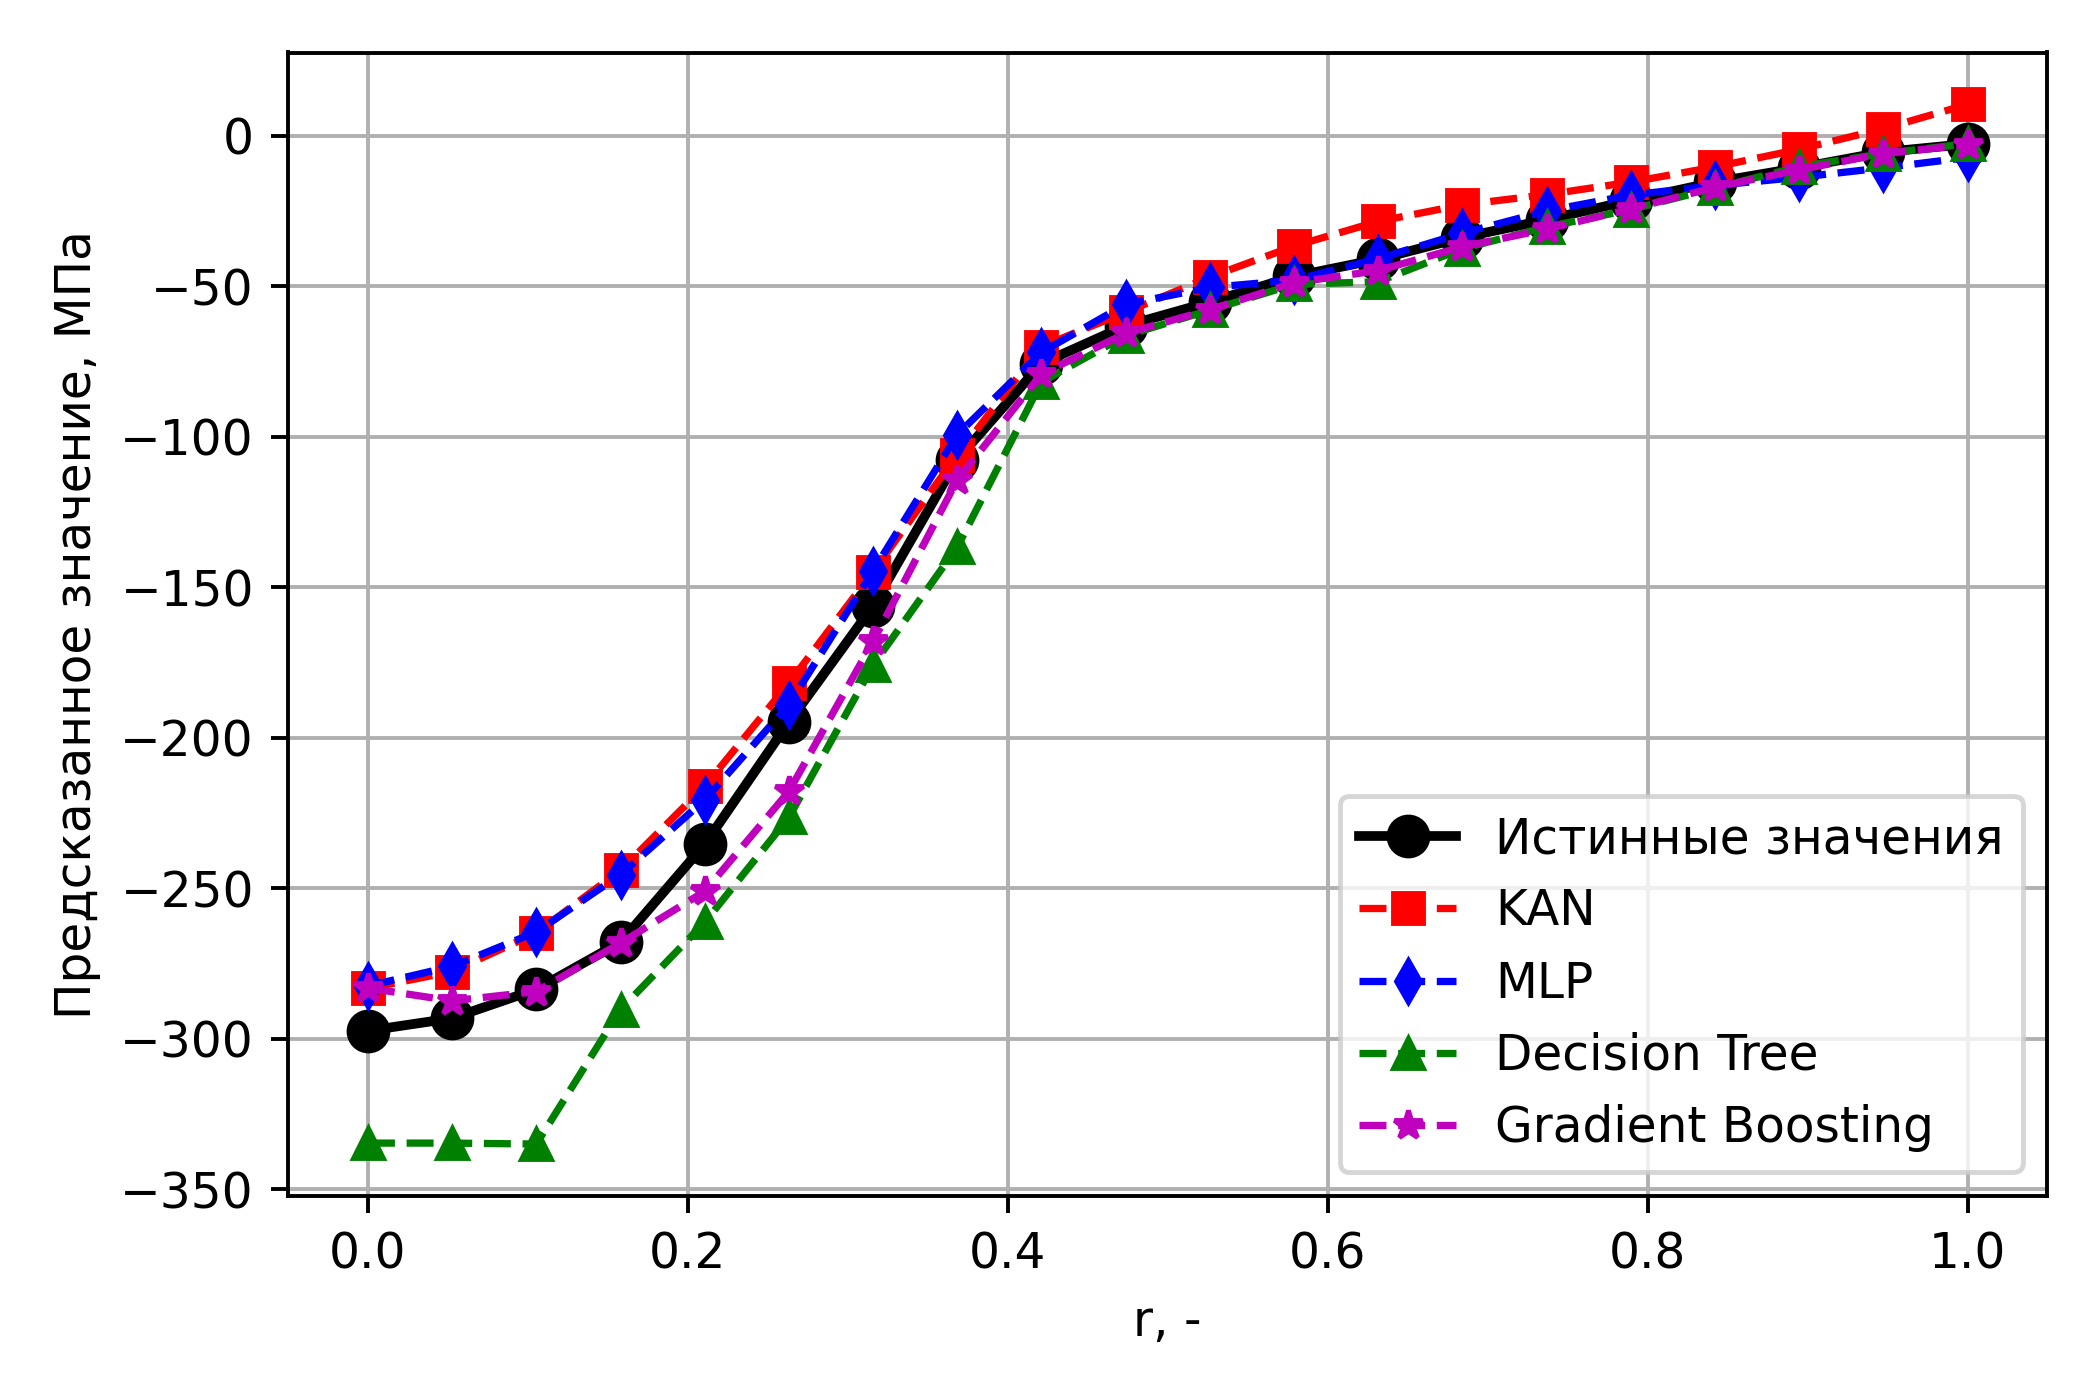 Предсказанное значение, МПа
0
−50
−100
−150
−200
−250
−300
−350
0.0 0.2 0.4 0.6 0.8 1.0
r, -
Истинные значения
KAN
MLP
Decision Tree
Gradient Boosting